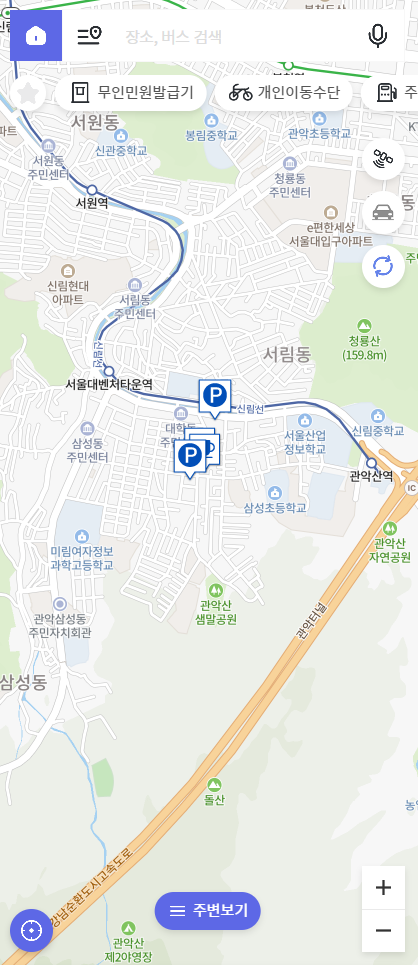 장소, 버스 검색
무인민원발급기
개인이동수단
주
서원동
봉림중학교
관악초등학교
신관중학교
서원동
주민센터
청룡동
주민센터
서원역
e편한세상
서울대입구아파트
신림현대
아파트
서림동
주민센터
청룡산
(159.8m)
서림동
신림선
서울대벤처타운역
신림선
대학동
서울산업
정보학교
신림중학교
삼성동
주민센터
관악산역
IC
삼성초등학교
미림여자정보
과학고등학교
관악산
자연공원
관악산
샘말공원
관악삼성동
주민자치회관
관악터널
삼성동
돌산
강남순환도시고속도로
주변보기
관악산
제2야영장